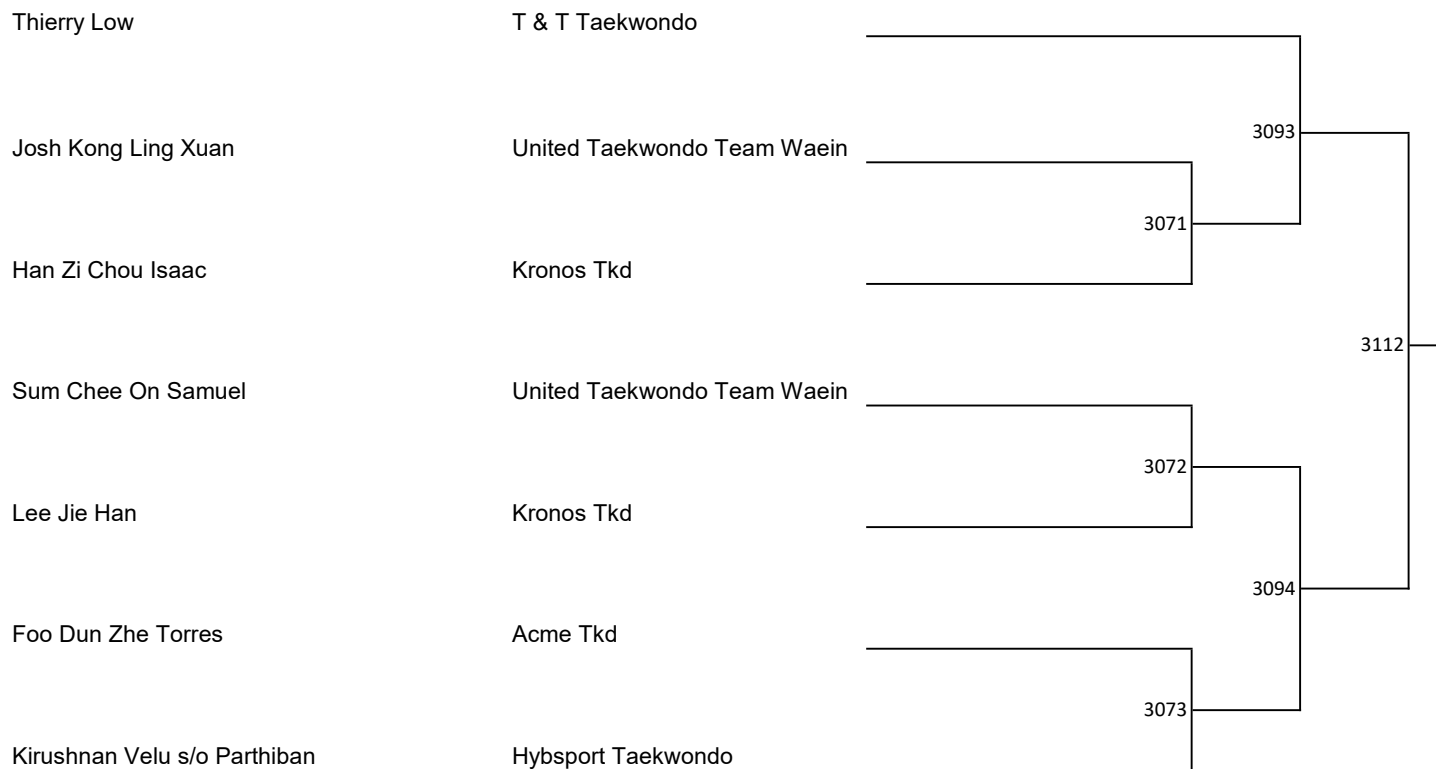 Thierry Low T & T Taekwondo
3093
Josh Kong Ling Xuan United Taekwondo Team Waein
3071
Han Zi Chou Isaac Kronos Tkd
3112
Sum Chee On Samuel United Taekwondo Team Waein
3072
Lee Jie Han Kronos Tkd
3094
Foo Dun Zhe Torres Acme Tkd
3073
Kirushnan Velu s/o Parthiban Hybsport Taekwondo